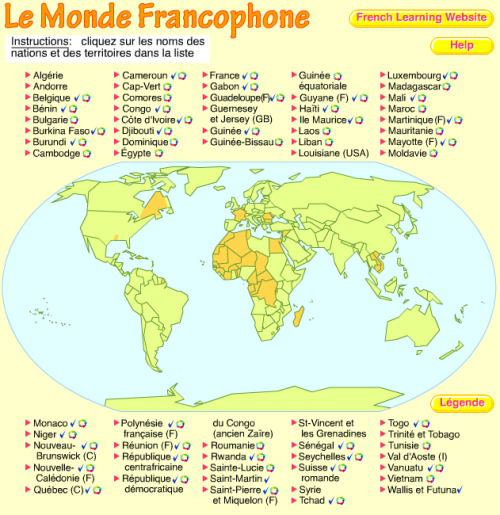 Le Monde Francophone
French Learning Website
Instructions: cliquez sur les noms des
nations et des territoires dans la liste
Help
Algérie
Andorre
Belgique
Bénin
Bulgarie
Burkina Faso
Burundi
Cambodge
Cameroun
Cap-Vert
Comores
Congo
Côte d'Ivoire
Djibouti
Dominique
Égypte
France
Gabon
Guadeloupe(F)
Guernesey
et Jersey (GB)
Guinée
Guinée-Bissau
Guinée
équatoriale
Guyane (F)
Haïti
Ile Maurice
Laos
Liban
Louisiane (USA)
Luxembourg
Madagascar
Mali
Maroc
Martinique (F)
Mauritanie
Mayotte (F)
Moldavie
Légende
Monaco
Niger
Nouveau-
Brunswick (C)
Nouvelle-
Calédonie (F)
Québec (C)
Polynésie
française (F)
Réunion (F)
République
centrafricaine
République
démocratique
du Congo
(ancien Zaïre)
Roumanie
Rwanda
Sainte-Lucie
Saint-Martin
Saint-Pierre
et Miquelon (F)
St-Vincent et
les Grenadines
Sénégal
Seychelles
Suisse
romande
Syrie
Tchad
Togo
Trinité et Tobago
Tunisie
Val d'Aoste (I)
Vanuatu
Vietnam
Wallis et Futuna